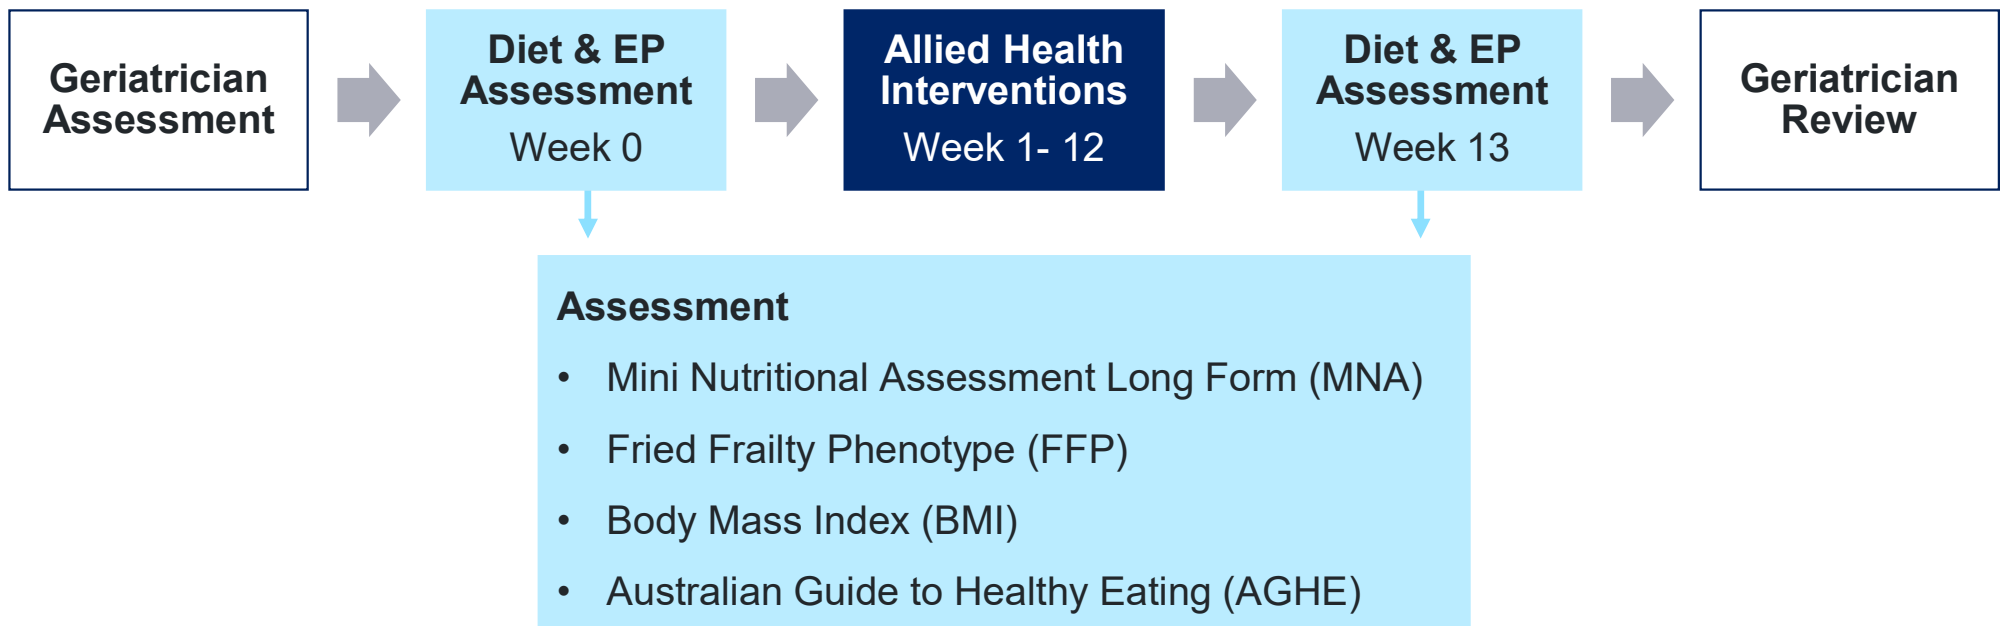 Geriatrician
Assessment
Diet & EP
Assessment
Week 0
Allied Health
Interventions
Week 1- 12
Diet & EP
Assessment
Week 13
Geriatrician
Review
Assessment
• Mini Nutritional Assessment Long Form (MNA)
• Fried Frailty Phenotype (FFP)
• Body Mass Index (BMI)
• Australian Guide to Healthy Eating (AGHE)